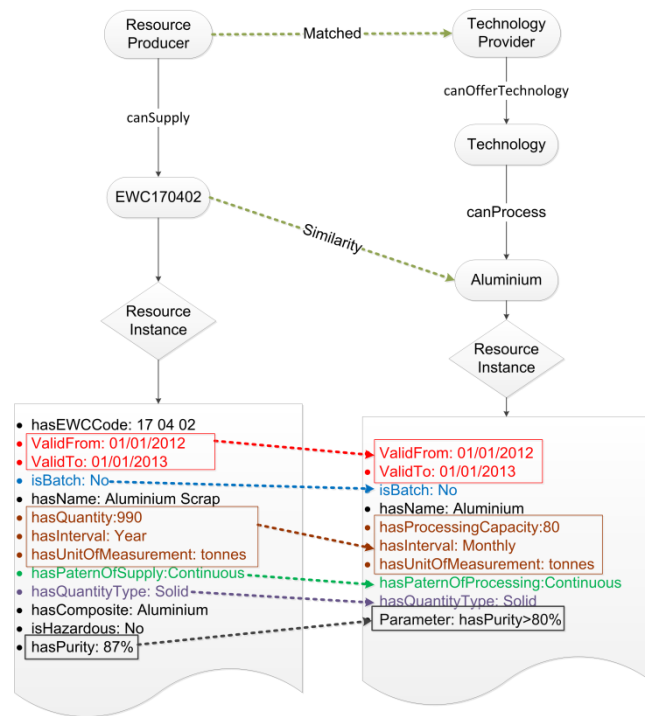 Resource
Producer
Matched
Technology
Provider
canOfferTechnology
canSupply
Technology
EWC170402
canProcess
Similarity
Aluminium
Resource
Instance
Resource
Instance
hasEWCCode: 17 04 02
ValidFrom: 01/01/2012
ValidTo: 01/01/2013
isBatch: No
hasName: Aluminium Scrap
hasQuantity:990
hasInterval: Year
hasUnitOfMeasurement: tonnes
hasPaternOfSupply:Continuous
hasQuantityType: Solid
hasComposite: Aluminium
isHazardous: No
hasPurity: 87%
ValidFrom: 01/01/2012
ValidTo: 01/01/2013
isBatch: No
hasName: Aluminium
hasProcessingCapacity:80
hasInterval: Monthly
hasUnitOfMeasurement: tonnes
hasPaternOfProcessing:Continuous
hasQuantityType: Solid
Parameter: hasPurity>80%